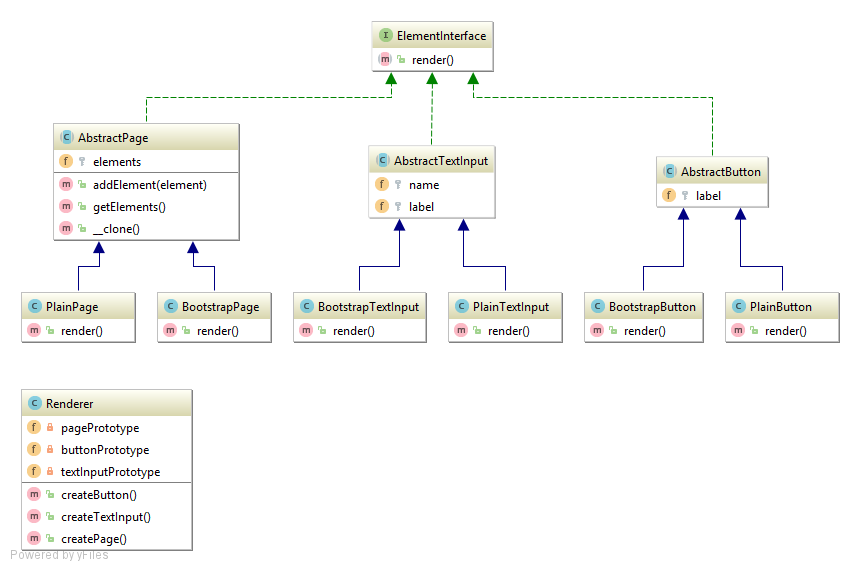 ElementInterface
render()
AbstractPage
elements
addElement(element)
getElements()
__clone()
AbstractTextInput
name
label
AbstractButton
label
PlainPage
render()
BootstrapPage
render()
BootstrapTextInput
render()
PlainTextInput
render()
BootstrapButton
render()
PlainButton
render()
Renderer
pagePrototype
buttonPrototype
textInputPrototype
createButton()
createTextInput()
createPage()
Powered by yFiles